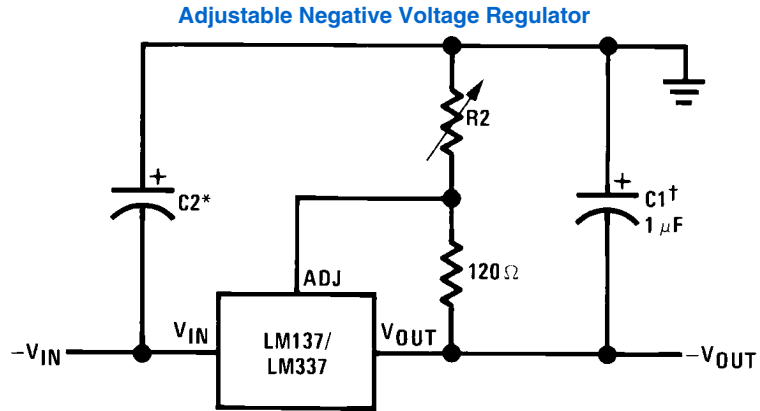 Adjustable Negative Voltage Regulator
R2
+
C2*
+
C1†
1 µF
ADJ
120 Ω
VIN
LM137/
LM337
VOUT
−VIN
−VOUT